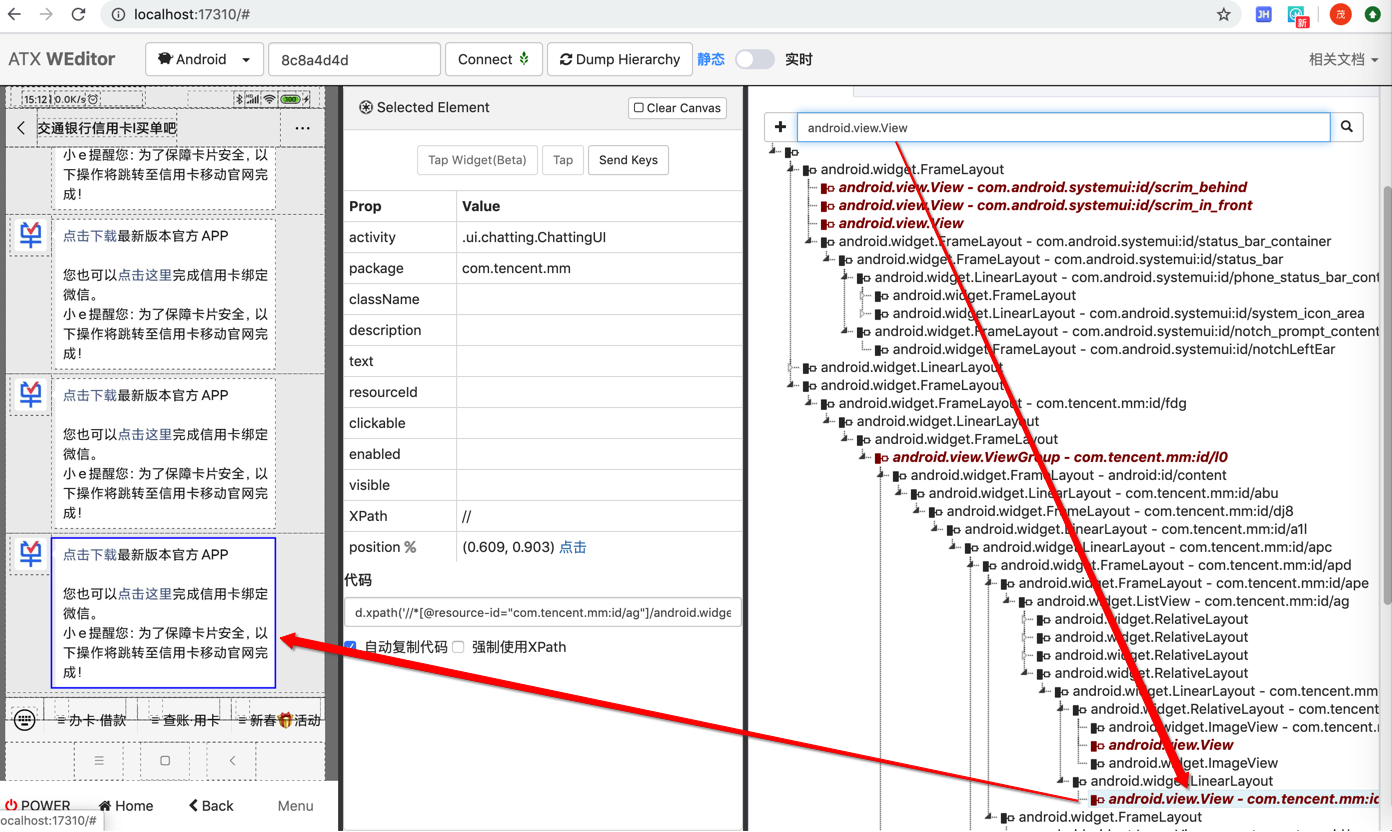 localhost:17310/#
JH
新
茂
ATX WEditor
Android
8c8a4d4d
Connect
Dump Hierarchy
静态
实时
相关文档
15:12 0.0K/s
100
交通银行信用卡I买单吧
...
小e提醒您: 为了保障卡片安全, 以
下操作将跳转至信用卡移动官网完
成!
点击下载最新版本官方 APP
您也可以点击这里完成信用卡绑定
微信。
小e提醒您: 为了保障卡片安全, 以
下操作将跳转至信用卡移动官网完
成!
点击下载最新版本官方 APP
您也可以点击这里完成信用卡绑定
微信。
小e提醒您: 为了保障卡片安全, 以
下操作将跳转至信用卡移动官网完
成!
点击下载最新版本官方 APP
您也可以点击这里完成信用卡绑定
微信。
小e提醒您: 为了保障卡片安全, 以
下操作将跳转至信用卡移动官网完
成!
办卡·借款
查账·用卡
新春🎁活动
POWER
Home
Back
Menu
ocalhost:17310/#
Selected Element
Clear Canvas
Tap Widget(Beta)
Tap
Send Keys
Prop Value
activity .ui.chatting.ChattingUI
package com.tencent.mm
className
description
text
resourceId
clickable
enabled
visible
XPath //
position % (0.609, 0.903) 点击
代码
d.xpath('//*[@resource-id="com.tencent.mm:id/ag"]/android.widge
自动复制代码 强制使用XPath
android.view.View
android.widget.FrameLayout
android.view.View - com.android.systemui:id/scrim_behind
android.view.View - com.android.systemui:id/scrim_in_front
android.view.View
android.widget.FrameLayout - com.android.systemui:id/status_bar_container
android.widget.FrameLayout - com.android.systemui:id/status_bar
android.widget.LinearLayout - com.android.systemui:id/phone_status_bar_cont
android.widget.FrameLayout
android.widget.LinearLayout - com.android.systemui:id/system_icon_area
android.widget.FrameLayout - com.android.systemui:id/notch_prompt_content
android.widget.FrameLayout - com.android.systemui:id/notchLeftEar
android.widget.LinearLayout
android.widget.FrameLayout
android.widget.FrameLayout - com.tencent.mm:id/fdg
android.widget.LinearLayout
android.widget.FrameLayout
android.view.ViewGroup - com.tencent.mm:id/l0
android.widget.FrameLayout - android:id/content
android.widget.LinearLayout - com.tencent.mm:id/abu
android.widget.FrameLayout - com.tencent.mm:id/dj8
android.widget.LinearLayout - com.tencent.mm:id/a1l
android.widget.LinearLayout - com.tencent.mm:id/apc
android.widget.FrameLayout - com.tencent.mm:id/apd
android.widget.FrameLayout - com.tencent.mm:id/ape
android.widget.ListView - com.tencent.mm:id/ag
android.widget.RelativeLayout
android.widget.RelativeLayout
android.widget.RelativeLayout
android.widget.RelativeLayout
android.widget.LinearLayout - com.tencent.mm
android.widget.RelativeLayout - com.tencent
android.widget.ImageView - com.tencent.r
android.view.View
android.widget.ImageView
android.widget.LinearLayout
android.view.View - com.tencent.mm:id
android.widget.FrameLayout